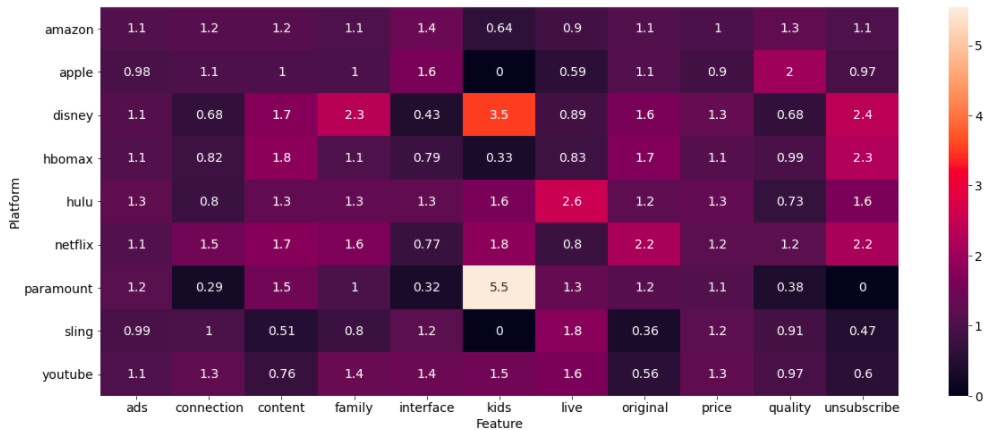 amazon 1.1 1.2 1.2 1.1 1.4 0.64 0.9 1.1 1 1.3 1.1
apple 0.98 1.1 1 1 1.6 0 0.59 1.1 0.9 2 0.97
disney 1.1 0.68 1.7 2.3 0.43 3.5 0.89 1.6 1.3 0.68 2.4
hbomax 1.1 0.82 1.8 1.1 0.79 0.33 0.83 1.7 1.1 0.99 2.3
hulu 1.3 0.8 1.3 1.3 1.3 1.6 2.6 1.2 1.3 0.73 1.6
netflix 1.1 1.5 1.7 1.6 0.77 1.8 0.8 2.2 1.2 1.2 2.2
paramount 1.2 0.29 1.5 1 0.32 5.5 1.3 1.2 1.1 0.38 0
sling 0.99 1 0.51 0.8 1.2 0 1.8 0.36 1.2 0.91 0.47
youtube 1.1 1.3 0.76 1.4 1.4 1.5 1.6 0.56 1.3 0.97 0.6
ads connection content family interface kids live original price quality unsubscribe
Feature
Platform
5
4
3
2
1
0